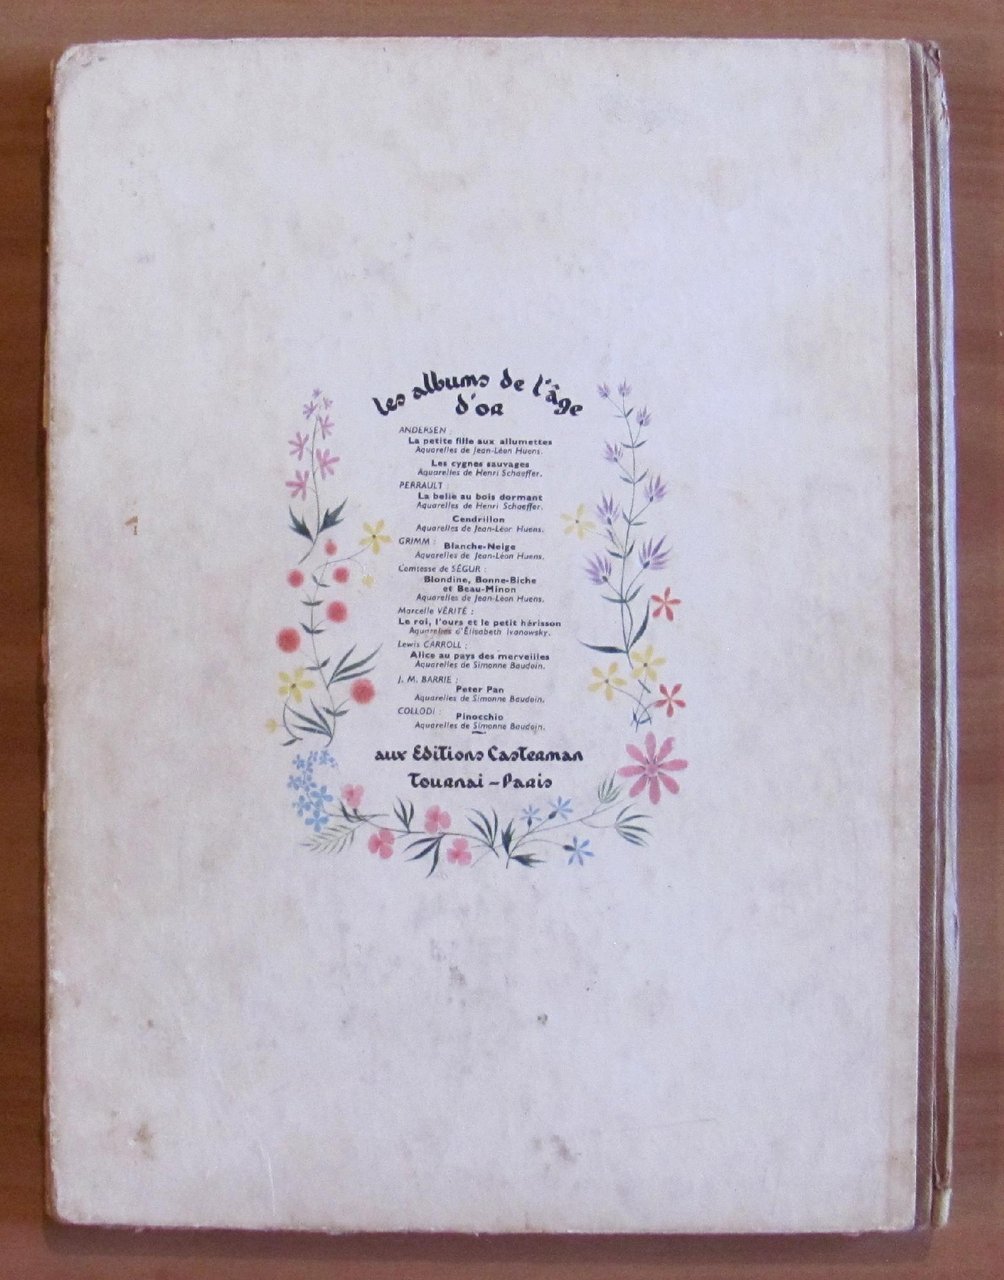 les albums de l'âge
d'or
ANDERSEN :
La petite fille aux allumettes
Aquarelles de Jean-Léon Huens.
Les cygnes sauvages
Aquarelles de Henri Schaeffer.
PERRAULT :
La belle au bois dormant
Aquarelles de Henri Schaeffer.
Cendrillon
Aquarelles de Jean-Léon Huens.
GRIMM :
Blanche-Neige
Aquarelles de Jean-Léon Huens.
Comtesse de SÉGUR :
Blondine, Bonne-Biche
et Beau-Minon
Aquarelles de Jean-Léon Huens.
Marcelle VÉRITÉ :
Le roi, l'ours et le petit hérisson
Aquarelles d'Élisabeth Ivanowsky.
Lewis CARROLL :
Alice au pays des merveilles
Aquarelles de Simonne Baudoin.
J. M. BARRIE :
Peter Pan
Aquarelles de Simonne Baudoin.
COLLODI :
Pinocchio
Aquarelles de Simonne Baudoin.
aux Editions Casterman
Tournai - Paris